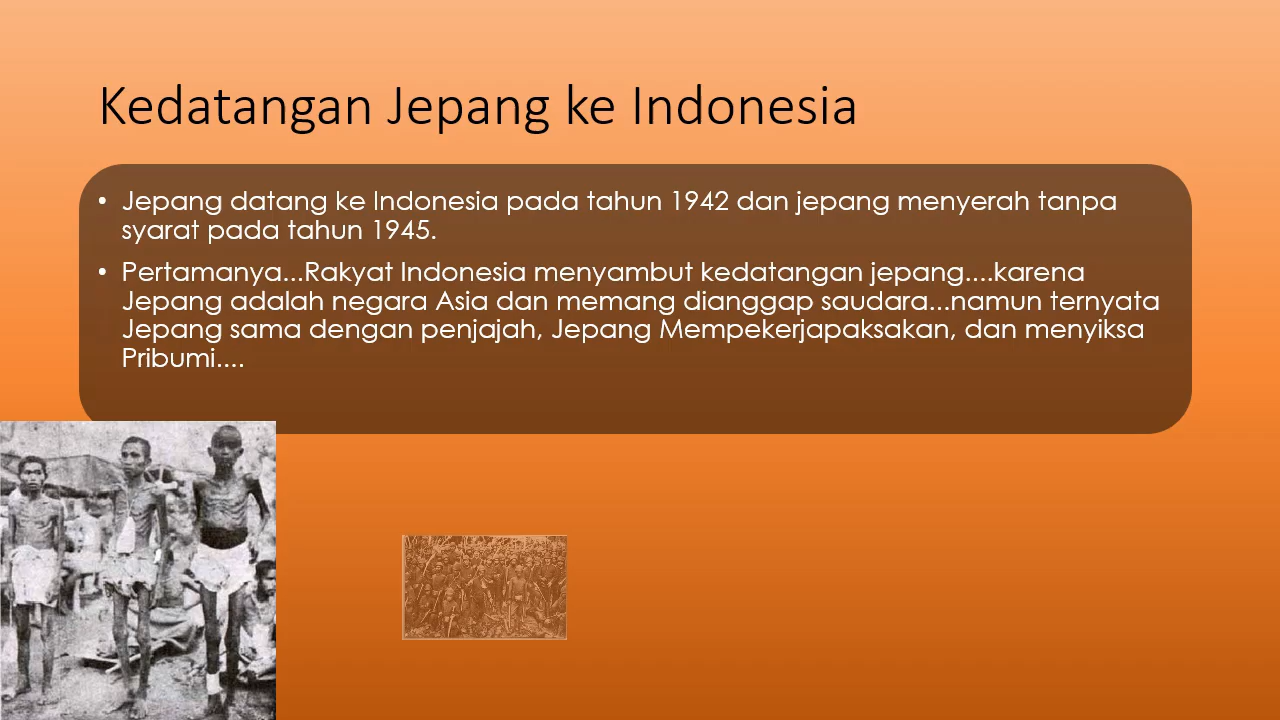 Kedatangan Jepang ke Indonesia
• Jepang datang ke Indonesia pada tahun 1942 dan jepang menyerah tanpa
syarat pada tahun 1945.
• Pertamanya...Rakyat Indonesia menyambut kedatangan jepang....karena
Jepang adalah negara Asia dan memang dianggap saudara...namun ternyata
Jepang sama dengan penjajah, Jepang Mempekerjapaksakan, dan menyiksa
Pribumi....